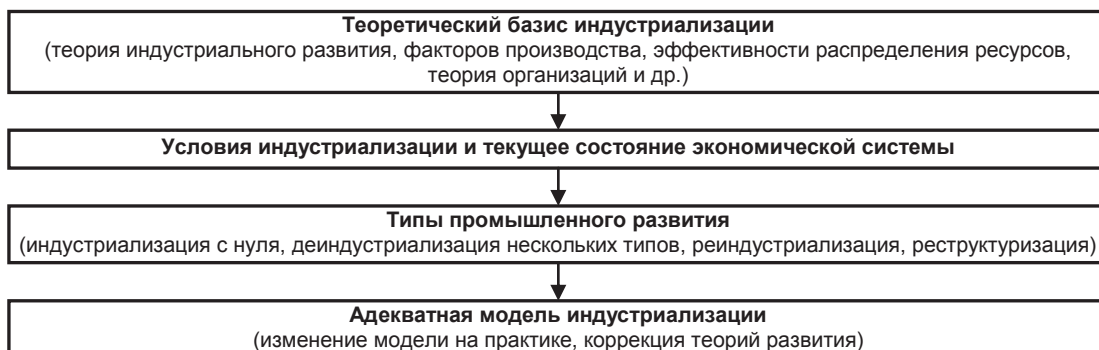 Теоретический базис индустриализации
(теория индустриального развития, факторов производства, эффективности распределения ресурсов,
теория организаций и др.)
Условия индустриализации и текущее состояние экономической системы
Типы промышленного развития
(индустриализация с нуля, деиндустриализация нескольких типов, реиндустриализация, реструктуризация)
Адекватная модель индустриализации
(изменение модели на практике, коррекция теорий развития)